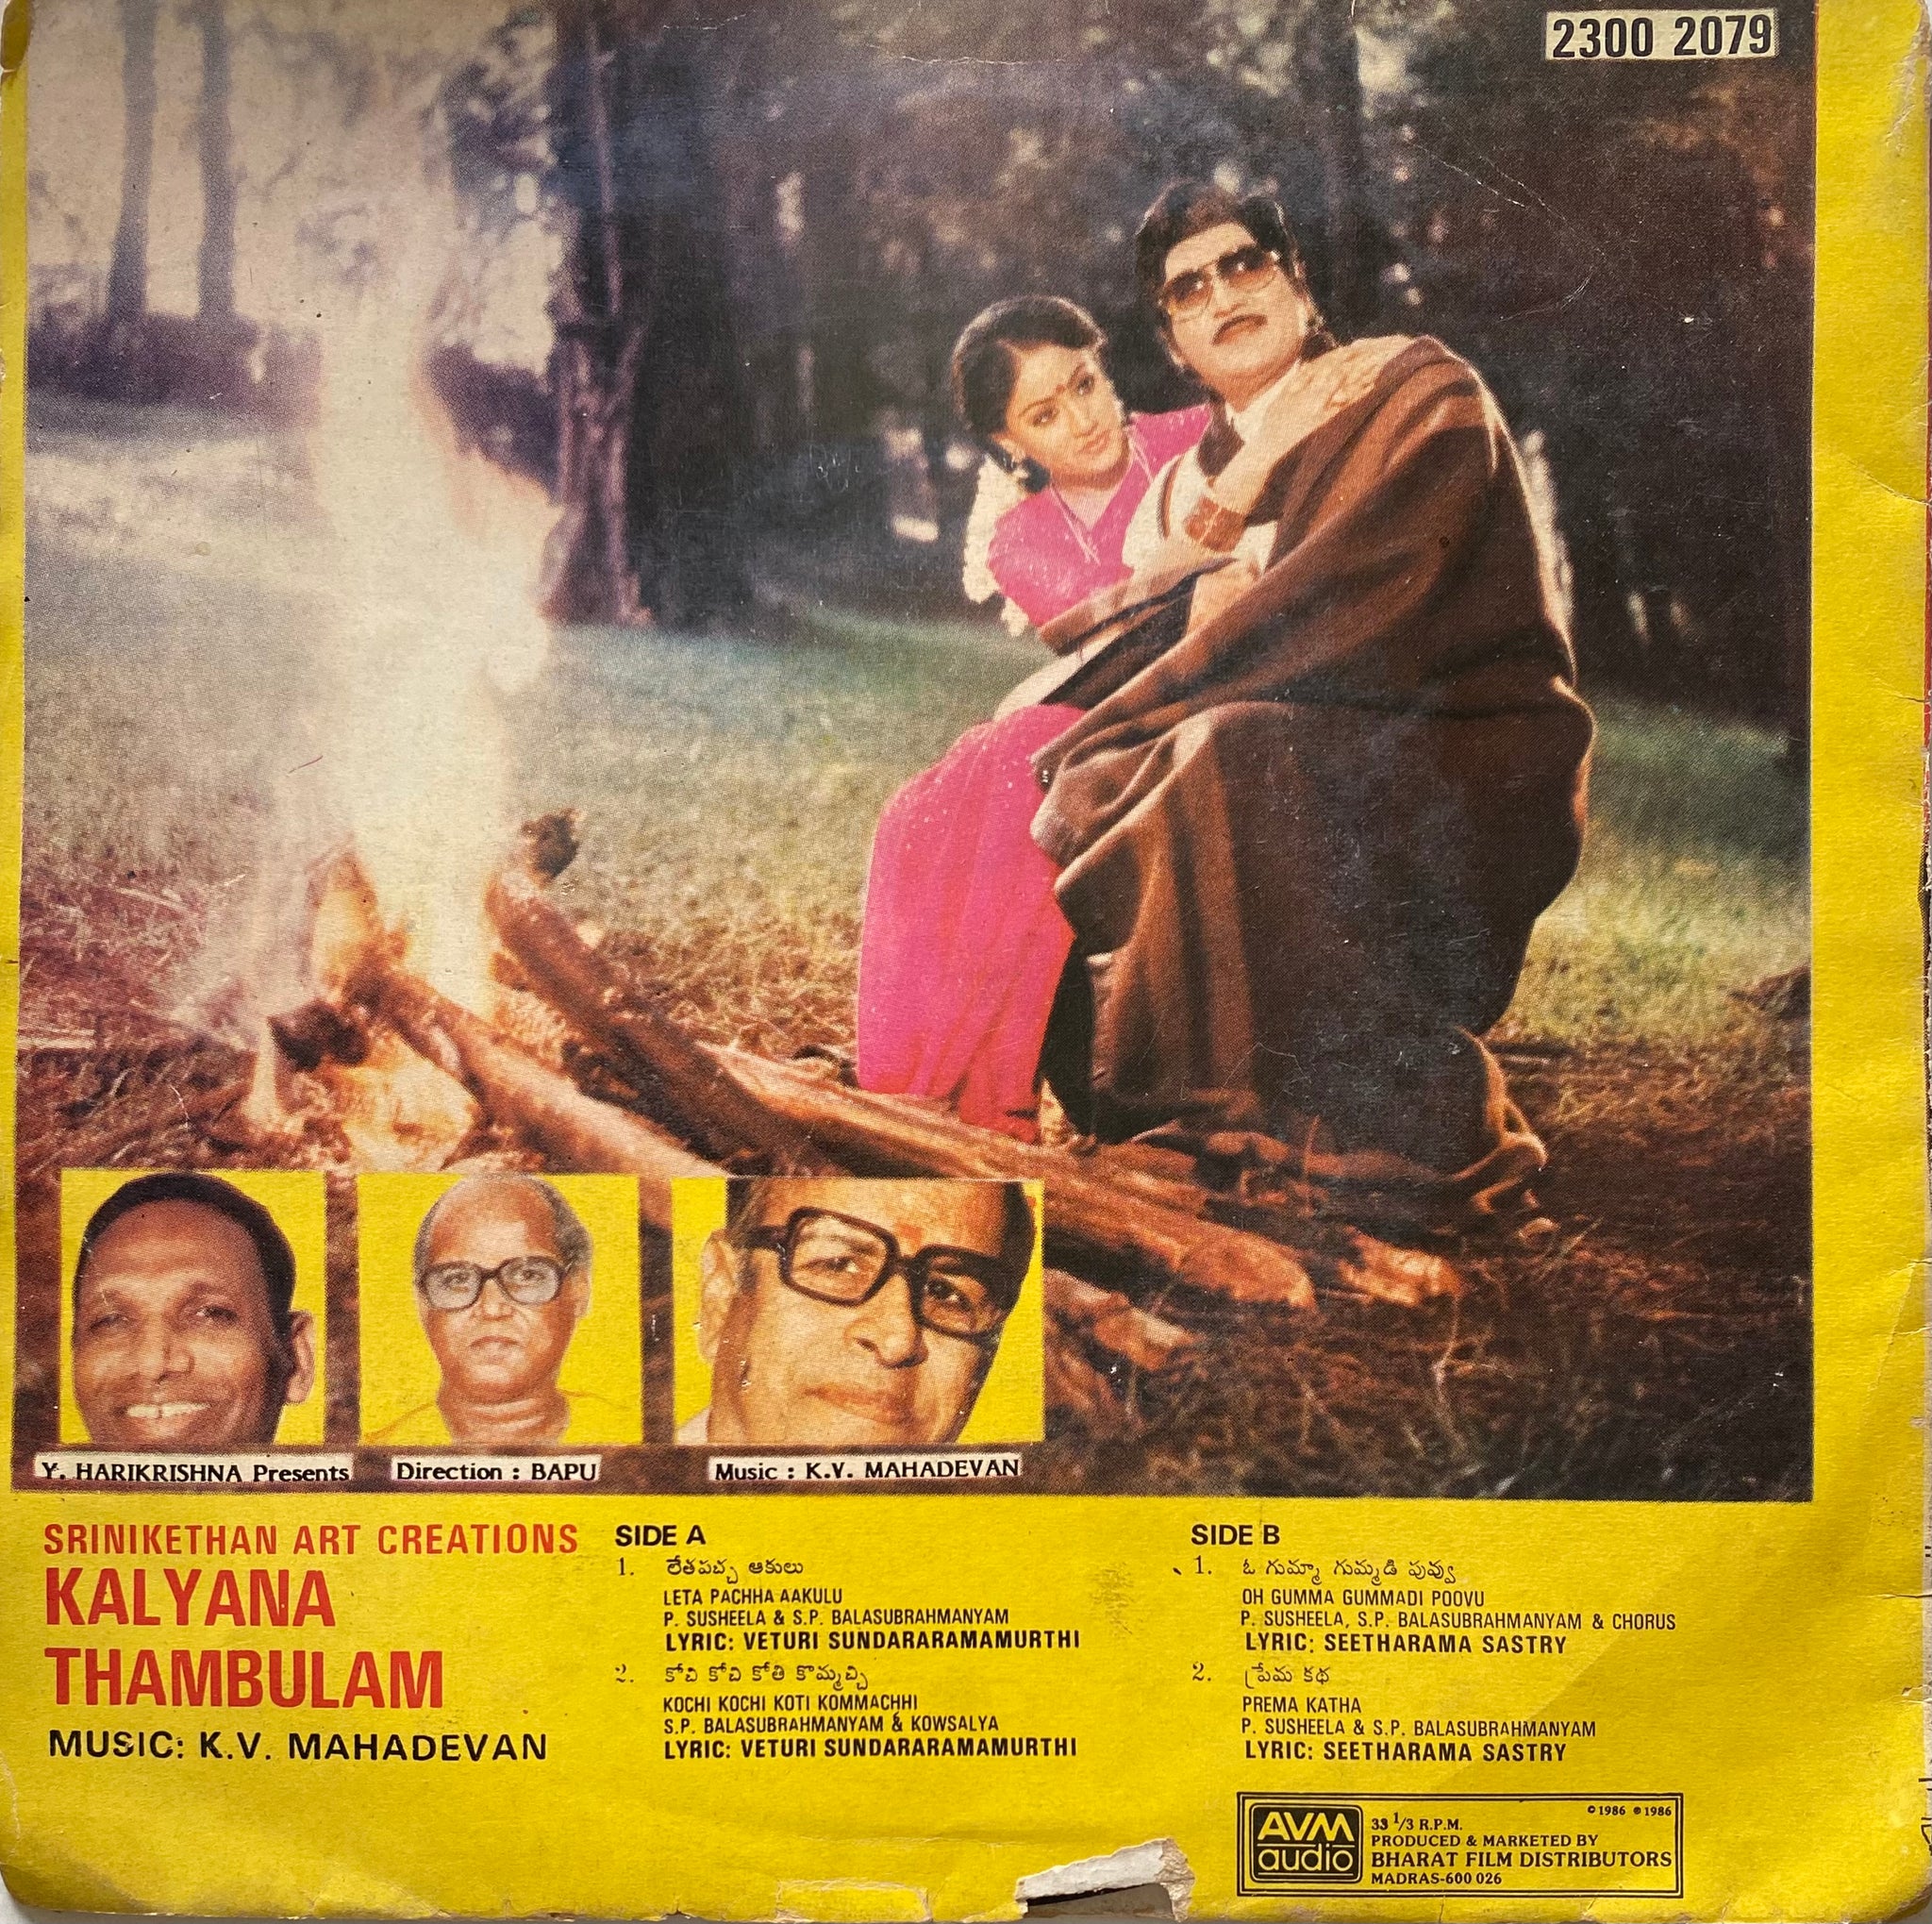 2300 2079
Y. HARIKRISHNA Presents
Direction : BAPU
Music : K.V. MAHADEVAN
SRINIKETHAN ART CREATIONS
KALYANA
THAMBULAM
MUSIC: K.V. MAHADEVAN
SIDE A
1. లేతపచ్చ ఆకులు
LETA PACHHA AAKULU
P. SUSHEELA & S.P. BALASUBRAHMANYAM
LYRIC: VETURI SUNDARARAMAMURTHI
2. కోచి కోచి కోతి కొమ్మచ్చి
KOCHI KOCHI KOTI KOMMACHHI
S.P. BALASUBRAHMANYAM & KOWSALYA
LYRIC: VETURI SUNDARARAMAMURTHI
SIDE B
1. ఓ గుమ్మా గుమ్మడి పువ్వు
OH GUMMA GUMMADI POOVU
P. SUSHEELA, S.P. BALASUBRAHMANYAM & CHORUS
LYRIC: SEETHARAMA SASTRY
2. ప్రేమ కథ
PREMA KATHA
P. SUSHEELA & S.P. BALASUBRAHMANYAM
LYRIC: SEETHARAMA SASTRY
AVM
audio
© 1986 ℗ 1986
33 1/3 R.P.M.
PRODUCED & MARKETED BY
BHARAT FILM DISTRIBUTORS
MADRAS-600 026